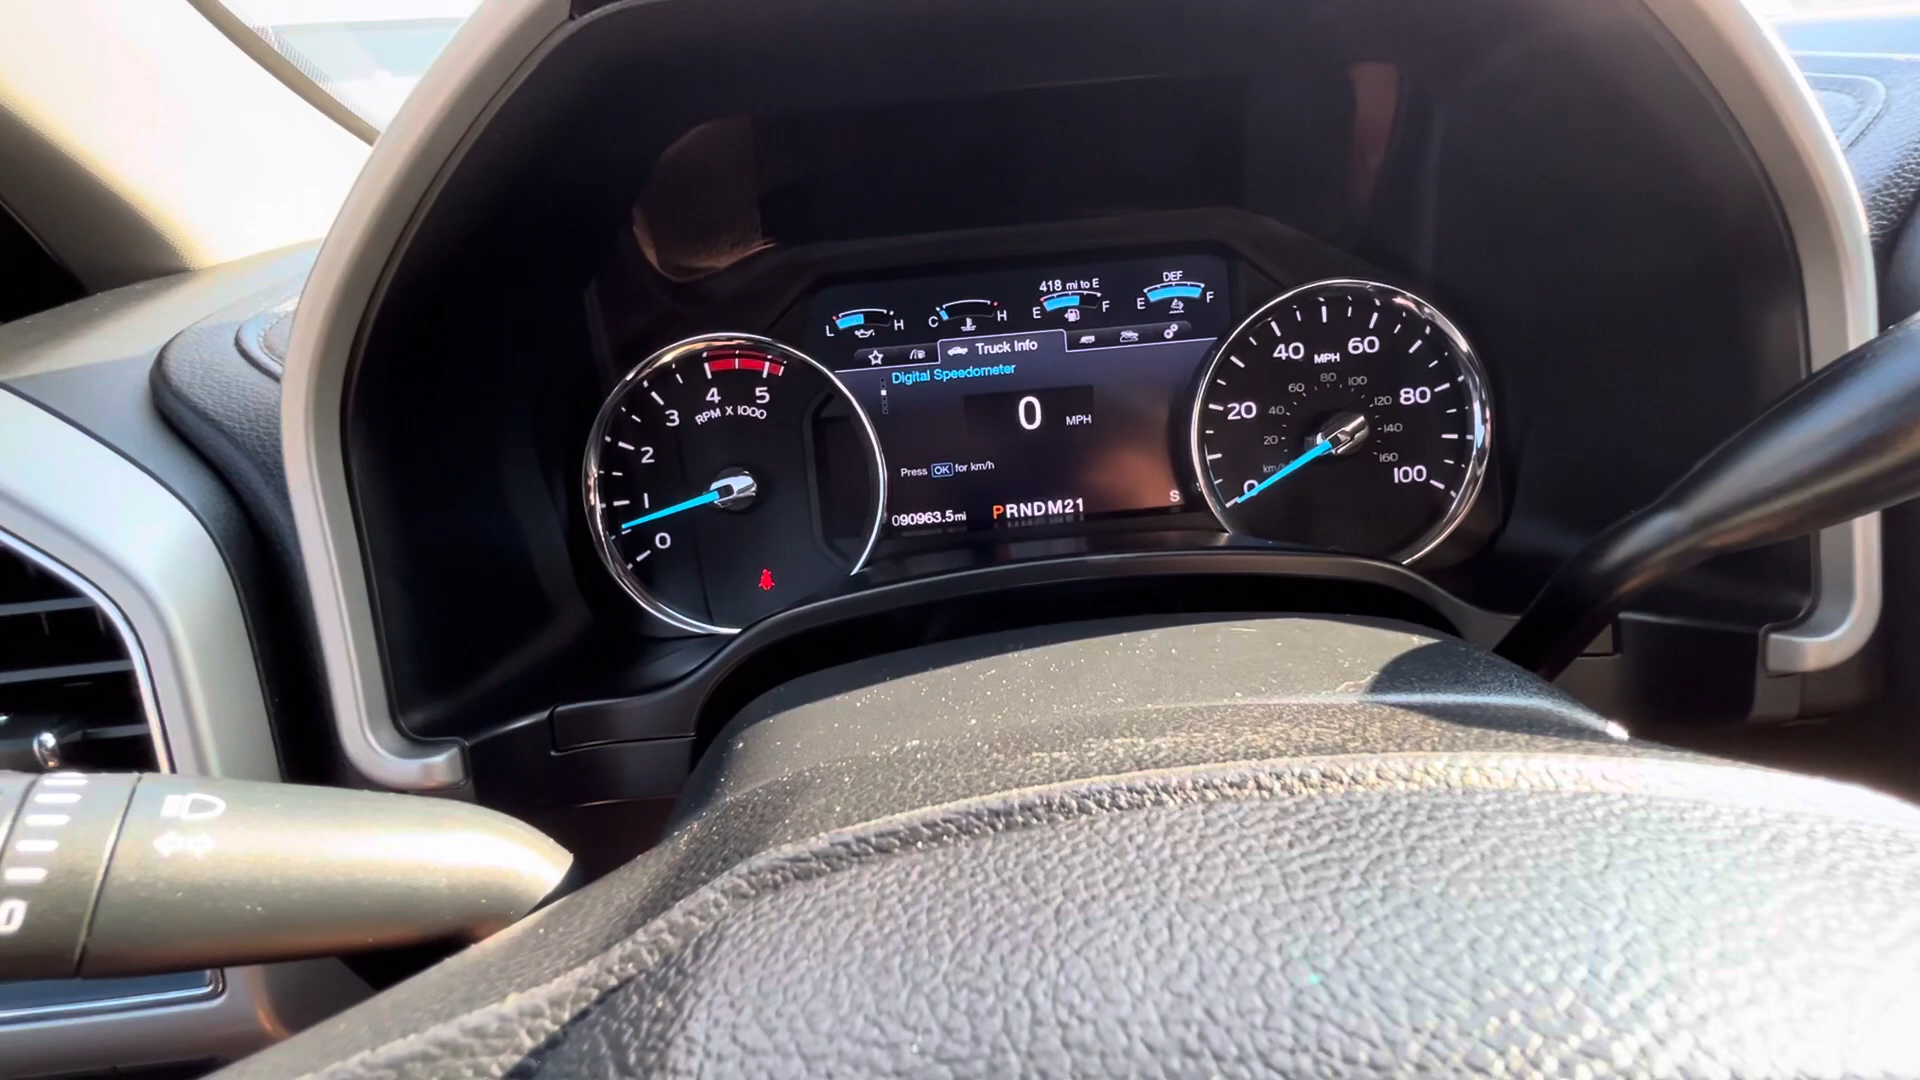 418 mi to E
DEF
L H
C H
E F
E F
Truck Info
Digital Speedometer
0 MPH
Press OK for km/h
090963.5mi
PRNDM21
S
0 1 2 3 4 5
RPM X 1000
0 20 40 60 80 100
MPH
20 40 60 80 100 120 140 160
km/h